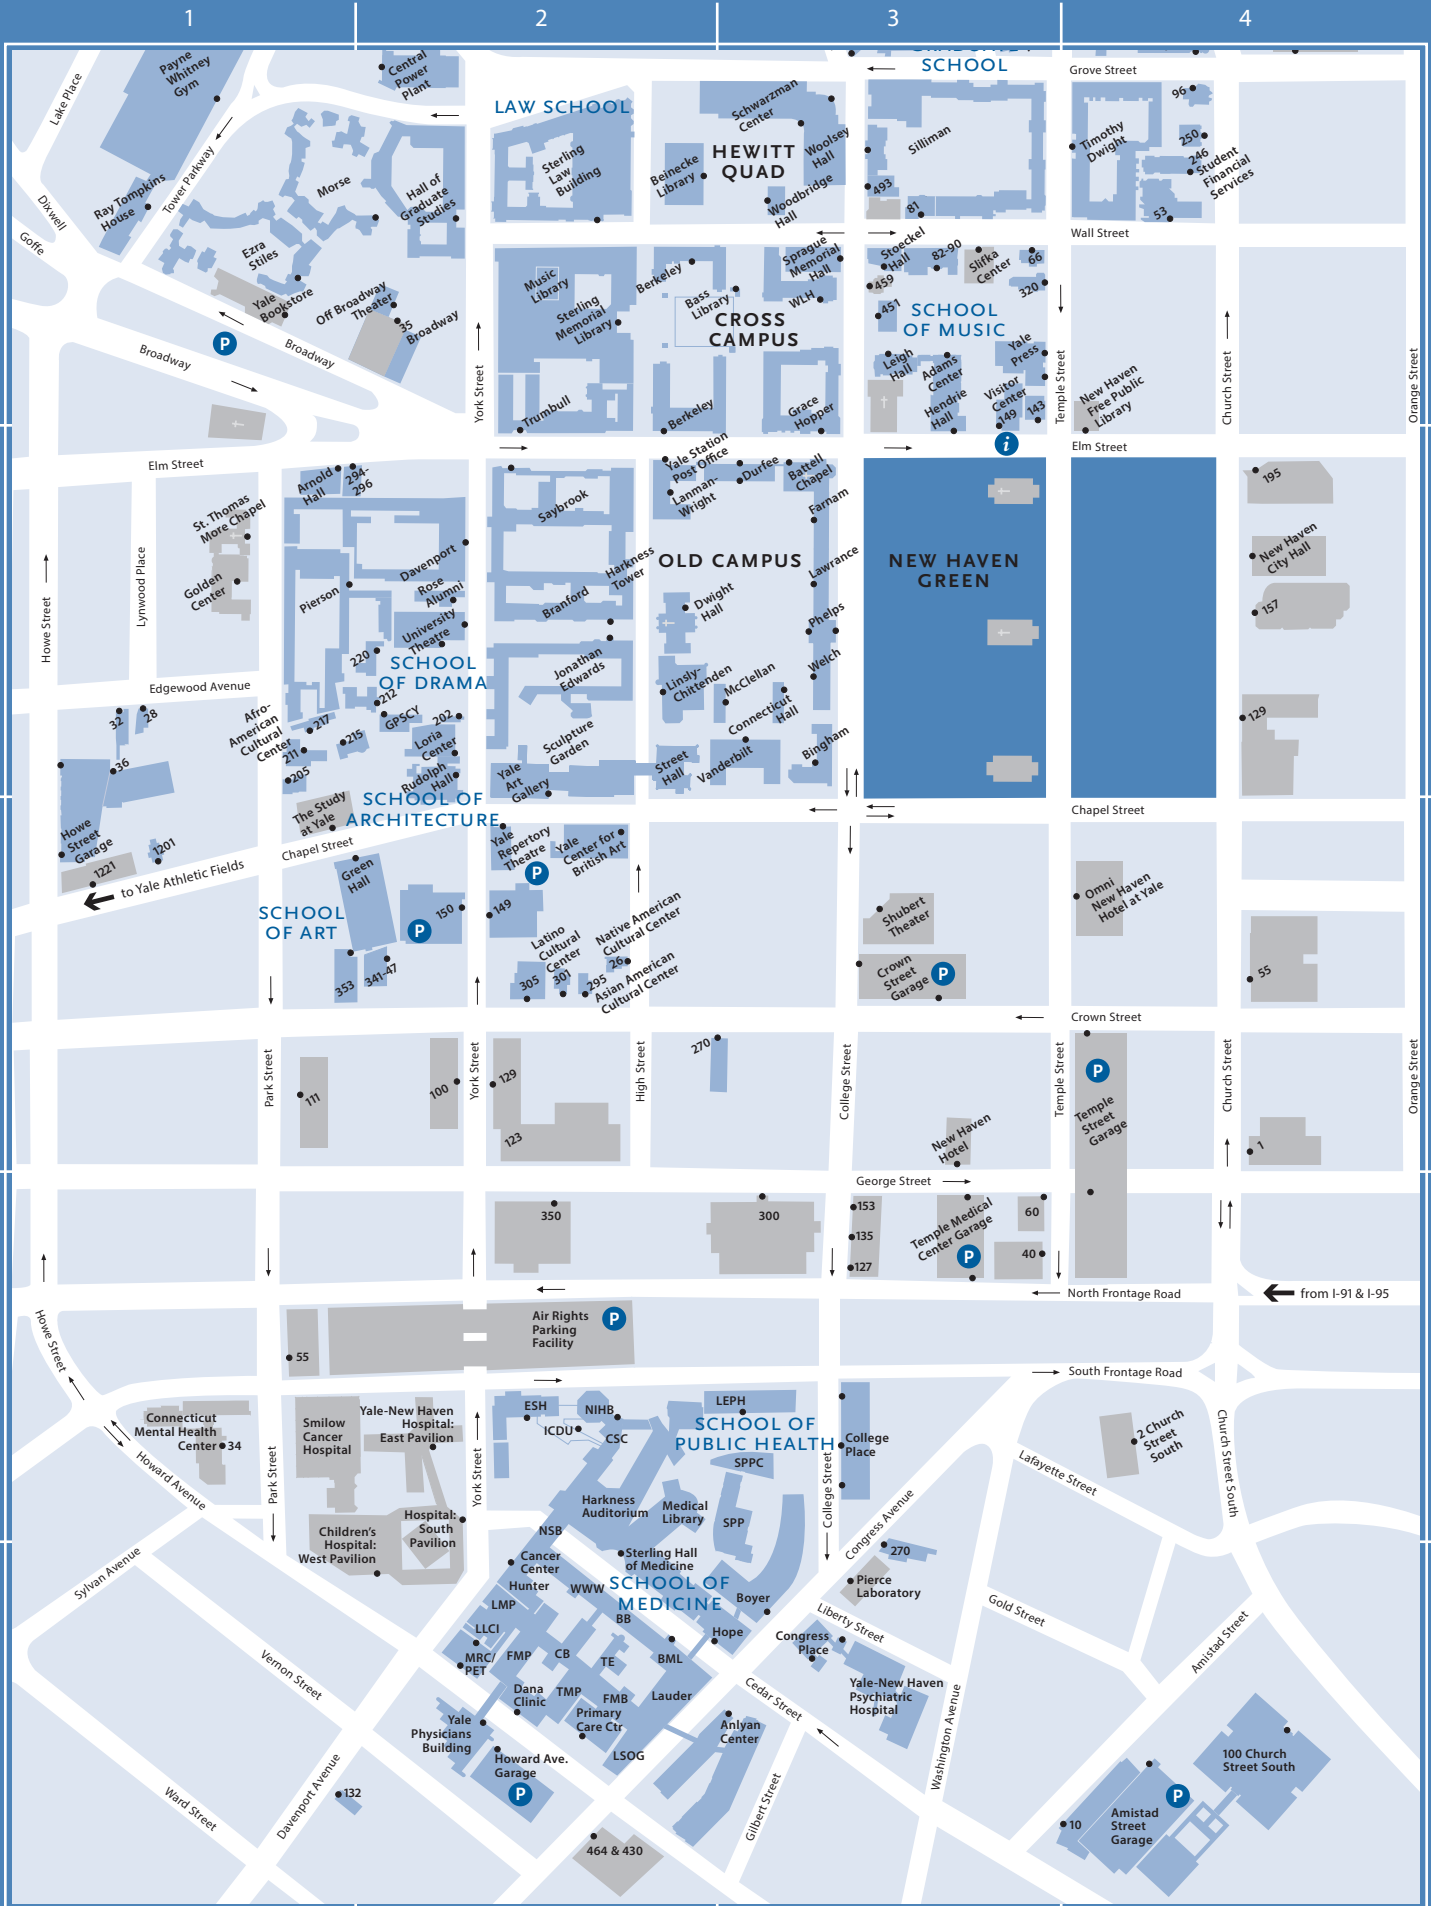 1
2
3
4
Payne
Whitney
Gym
Central
Power
Plant
LAW SCHOOL
Schwarzman
Center
SCHOOL
Grove Street
96
Lake Place
Tower Parkway
Ray Tompkins
House
Dixwell
Goffe
Morse
Hall of
Graduate
Studies
Ezra
Stiles
Sterling
Law
Building
Beinecke
Library
HEWITT
QUAD
Woolsey
Hall
Woodbridge
Hall
Silliman
493
81
Timothy
Dwight
250
246
Student
Financial
Services
53
Wall Street
Yale
Bookstore
Off Broadway
Theater
35
Broadway
P
Broadway
Broadway
York Street
Music
Library
Sterling
Memorial
Library
Berkeley
Bass
Library
Sprague
Memorial
Hall
WLH
CROSS
CAMPUS
Stoeckel
Hall
82-90
Slifka
Center
66
459
320
451
SCHOOL
OF MUSIC
Leigh
Hall
Adams
Center
Yale
Press
Hendrie
Hall
Visitor
Center
149
143
Temple Street
New Haven
Free Public
Library
Church Street
Orange Street
Trumbull
Berkeley
Grace
Hopper
i
Elm Street
Elm Street
Arnold
Hall
294-
296
St. Thomas
More Chapel
Golden
Center
Howe Street
Lynwood Place
Saybrook
Yale Station
Post Office
Lanman-
Wright
Durfee
Battell
Chapel
Farnam
195
Davenport
Rose
Alumni
Pierson
University
Theatre
Harkness
Tower
Branford
OLD CAMPUS
Lawrance
NEW HAVEN
GREEN
New Haven
City Hall
157
Dwight
Hall
Phelps
220
SCHOOL
OF DRAMA
Jonathan
Edwards
Linsly-
Chittenden
McClellan
Welch
Connecticut
Hall
Edgewood Avenue
32
28
Afro-
American
Cultural
Center
217
212
GPSCY
202
211
215
205
Loria
Center
Rudolph
Hall
Sculpture
Garden
Yale
Art
Gallery
Street
Hall
Vanderbilt
Bingham
129
36
Howe
Street
Garage
1201
1221
to Yale Athletic Fields
The Study
at Yale
SCHOOL OF
ARCHITECTURE
Chapel Street
Chapel Street
Green
Hall
Yale
Repertory
Theatre
P
Yale
Center for
British Art
SCHOOL
OF ART
150
P
149
Latino
Cultural
Center
Native American
Cultural Center
26
353
341-47
305
301
295
Asian American
Cultural Center
Shubert
Theater
Crown
Street
Garage
P
Omni
New Haven
Hotel at Yale
55
Crown Street
Park Street
111
100
York Street
129
123
High Street
270
College Street
New Haven
Hotel
Temple Street
P
Temple
Street
Garage
Church Street
1
Orange Street
George Street
350
300
153
135
127
Temple Medical
Center Garage
P
60
40
North Frontage Road
from I-91 & I-95
Howe Street
55
Air Rights
Parking
Facility
P
South Frontage Road
Connecticut
Mental Health
Center
34
Smilow
Cancer
Hospital
Yale-New Haven
Hospital:
East Pavilion
Howard Avenue
Park Street
York Street
ESH
NIHB
ICDU
CSC
LEPH
SCHOOL OF
PUBLIC HEALTH
SPPC
College
Place
College Street
2 Church
Street
South
Lafayette Street
Church Street South
Hospital:
South
Pavilion
Children's
Hospital:
West Pavilion
Harkness
Auditorium
Medical
Library
SPP
NSB
Congress Avenue
270
Sylvan Avenue
Cancer
Center
Sterling Hall
of Medicine
Hunter
WWW
SCHOOL OF
MEDICINE
Boyer
Pierce
Laboratory
Liberty Street
Gold Street
Amistad Street
LMP
BB
LLCI
Hope
Congress
Place
MRC/
PET
FMP
CB
TE
BML
Vernon Street
Dana
Clinic
TMP
FMB
Lauder
Cedar Street
Yale-New Haven
Psychiatric
Hospital
Washington Avenue
Yale
Physicians
Building
Primary
Care Ctr
LSOG
Anlyan
Center
Howard Ave.
Garage
P
Davenport Avenue
132
Ward Street
Gilbert Street
464 & 430
100 Church
Street South
P
10
Amistad
Street
Garage